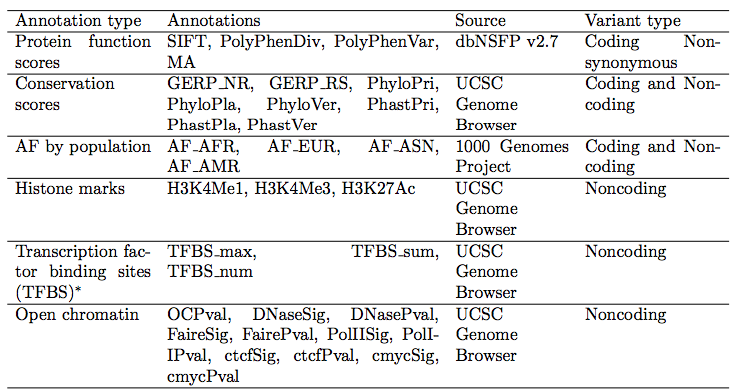 Annotation type Annotations Source Variant type
Protein function SIFT, PolyPhenDiv, PolyPhenVar, dbNSFP v2.7 Coding Non-
scores MA synonymous
Conservation GERP_NR, GERP_RS, PhyloPri, UCSC Coding and Non-
scores PhyloPla, PhyloVer, PhastPri, Genome coding
PhastPla, PhastVer Browser
AF by population AF_AFR, AF_EUR, AF_ASN, 1000 Genomes Coding and Non-
AF_AMR Project coding
Histone marks H3K4Me1, H3K4Me3, H3K27Ac UCSC Noncoding
Genome
Browser
Transcription fac- TFBS_max, TFBS_sum, UCSC Noncoding
tor binding sites TFBS_num Genome
(TFBS)* Browser
Open chromatin OCPval, DNaseSig, DNasePval, UCSC Noncoding
FaireSig, FairePval, PolIISig, PolI- Genome
IPval, ctcfSig, ctcfPval, cmycSig, Browser
cmycPval